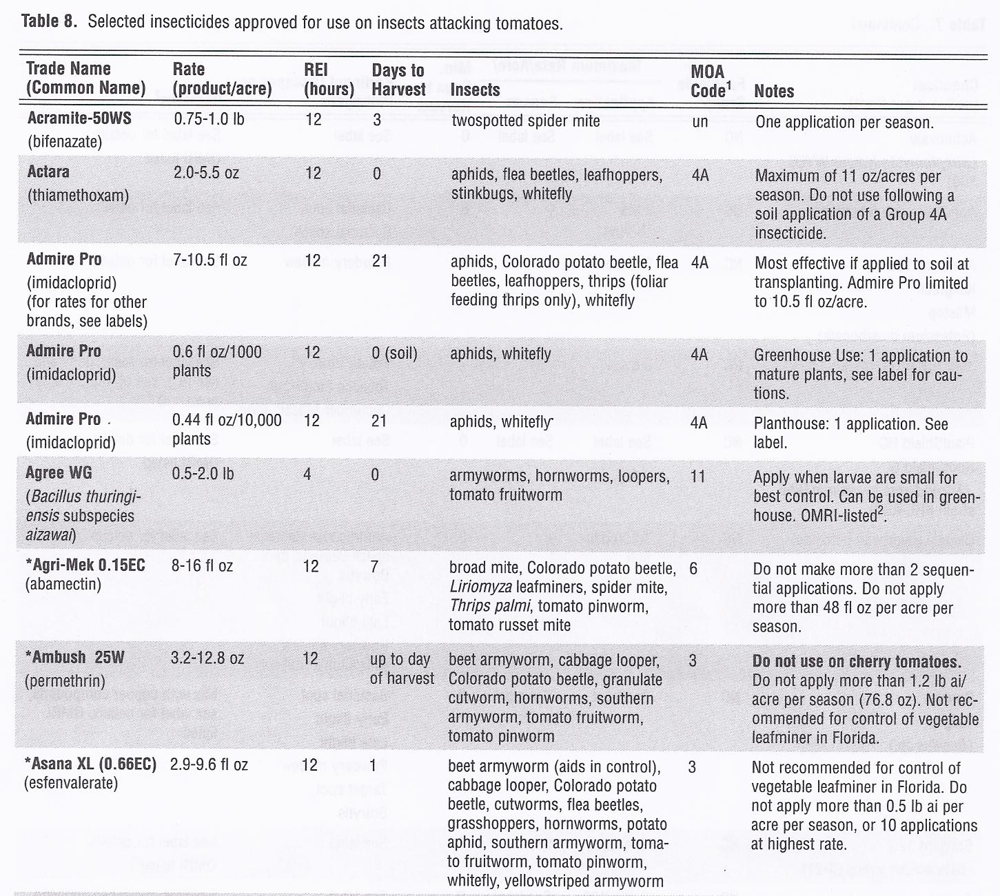 Table 8. Selected insecticides approved for use on insects attacking tomatoes.
Trade Name (Common Name) Rate (product/acre) REI (hours) Days to Harvest Insects MOA Code1 Notes
Acramite-50WS 0.75-1.0 lb 12 3 twospotted spider mite un One application per season.
(bifenazate)
Actara 2.0-5.5 oz 12 0 aphids, flea beetles, leafhoppers, 4A Maximum of 11 oz/acres per
(thiamethoxam) stinkbugs, whitefly season. Do not use following a
soil application of a Group 4A
insecticide.
Admire Pro 7-10.5 fl oz 12 21 aphids, Colorado potato beetle, flea 4A Most effective if applied to soil at
(imidacloprid) beetles, leafhoppers, thrips (foliar transplanting. Admire Pro limited
(for rates for other feeding thrips only), whitefly to 10.5 fl oz/acre.
brands, see labels)
Admire Pro 0.6 fl oz/1000 12 0 (soil) aphids, whitefly 4A Greenhouse Use: 1 application to
(imidacloprid) plants mature plants, see label for cau-
tions.
Admire Pro 0.44 fl oz/10,000 12 21 aphids, whitefly 4A Planthouse: 1 application. See
(imidacloprid) plants label.
Agree WG 0.5-2.0 lb 4 0 armyworms, hornworms, loopers, 11 Apply when larvae are small for
(Bacillus thuringi- tomato fruitworm best control. Can be used in green-
ensis subspecies house. OMRI-listed2.
aizawai)
*Agri-Mek 0.15EC 8-16 fl oz 12 7 broad mite, Colorado potato beetle, 6 Do not make more than 2 sequen-
(abamectin) Liriomyza leafminers, spider mite, tial applications. Do not apply
Thrips palmi, tomato pinworm, more than 48 fl oz per acre per
tomato russet mite season.
*Ambush 25W 3.2-12.8 oz 12 up to day beet armyworm, cabbage looper, 3 Do not use on cherry tomatoes.
(permethrin) of harvest Colorado potato beetle, granulate Do not apply more than 1.2 lb ai/
cutworm, hornworms, southern acre per season (76.8 oz). Not rec-
armyworm, tomato fruitworm, ommended for control of vegetable
tomato pinworm leafminer in Florida.
*Asana XL (0.66EC) 2.9-9.6 fl oz 12 1 beet armyworm (aids in control), 3 Not recommended for control of
(esfenvalerate) cabbage looper, Colorado potato vegetable leafminer in Florida. Do
beetle, cutworms, flea beetles, not apply more than 0.5 lb ai per
grasshoppers, hornworms, potato acre per season, or 10 applications
aphid, southern armyworm, toma- at highest rate.
to fruitworm, tomato pinworm,
whitefly, yellowstriped armyworm